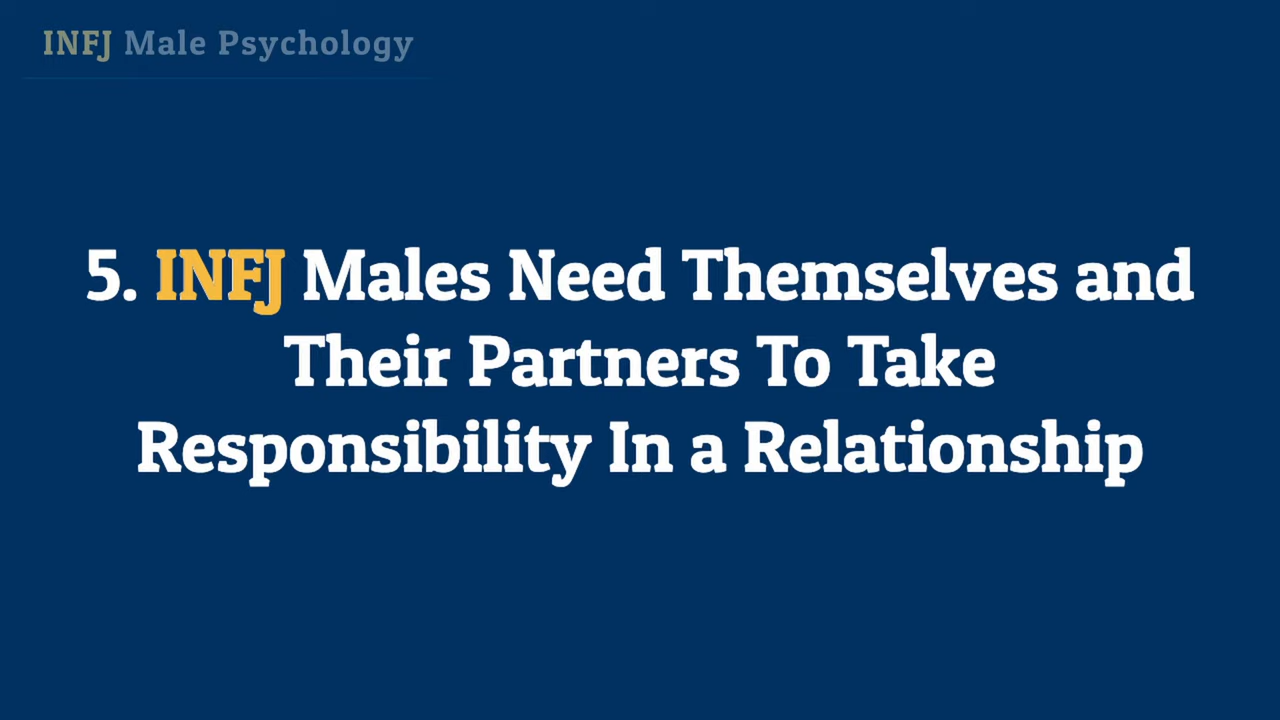 INFJ Male Psychology
5. INFJ Males Need Themselves and
Their Partners To Take
Responsibility In a Relationship